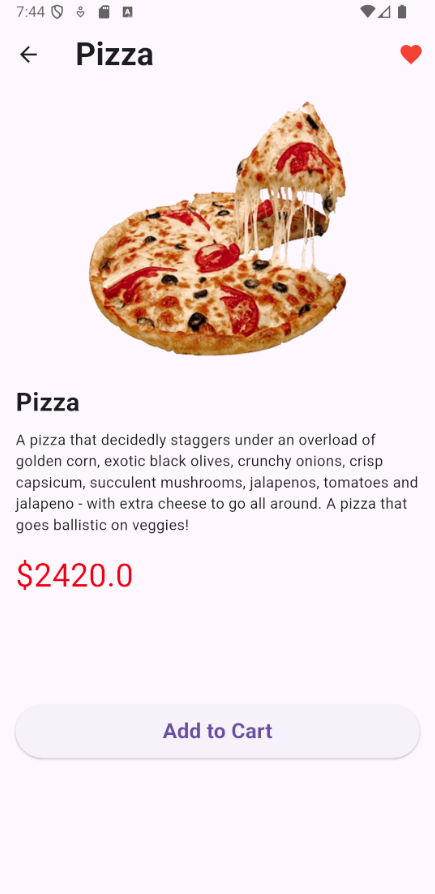 7:44
Pizza
Pizza
A pizza that decidedly staggers under an overload of
golden corn, exotic black olives, crunchy onions, crisp
capsicum, succulent mushrooms, jalapenos, tomatoes and
jalapeno - with extra cheese to go all around. A pizza that
goes ballistic on veggies!
$2420.0
Add to Cart